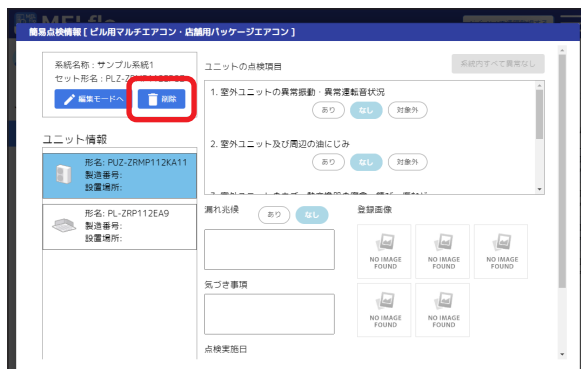 MELflo
簡易点検情報 [ ビル用マルチエアコン・店舗用パッケージエアコン ]
系統名称 : サンプル系統1
セット形名 : PLZ-
編集モードへ
削除
ユニット情報
形名: PUZ-ZRMP112KA11
製造番号:
設置場所:
形名: PL-ZRP112EA9
製造番号:
設置場所:
ユニットの点検項目
系統内すべて異常なし
1. 室外ユニットの異常振動・異常運転音状況
あり
なし
対象外
2. 室外ユニット及び周辺の油にじみ
あり
なし
対象外
漏れ兆候
あり
なし
気づき事項
点検実施日
登録画像
NO IMAGE
FOUND
NO IMAGE
FOUND
NO IMAGE
FOUND
NO IMAGE
FOUND
NO IMAGE
FOUND